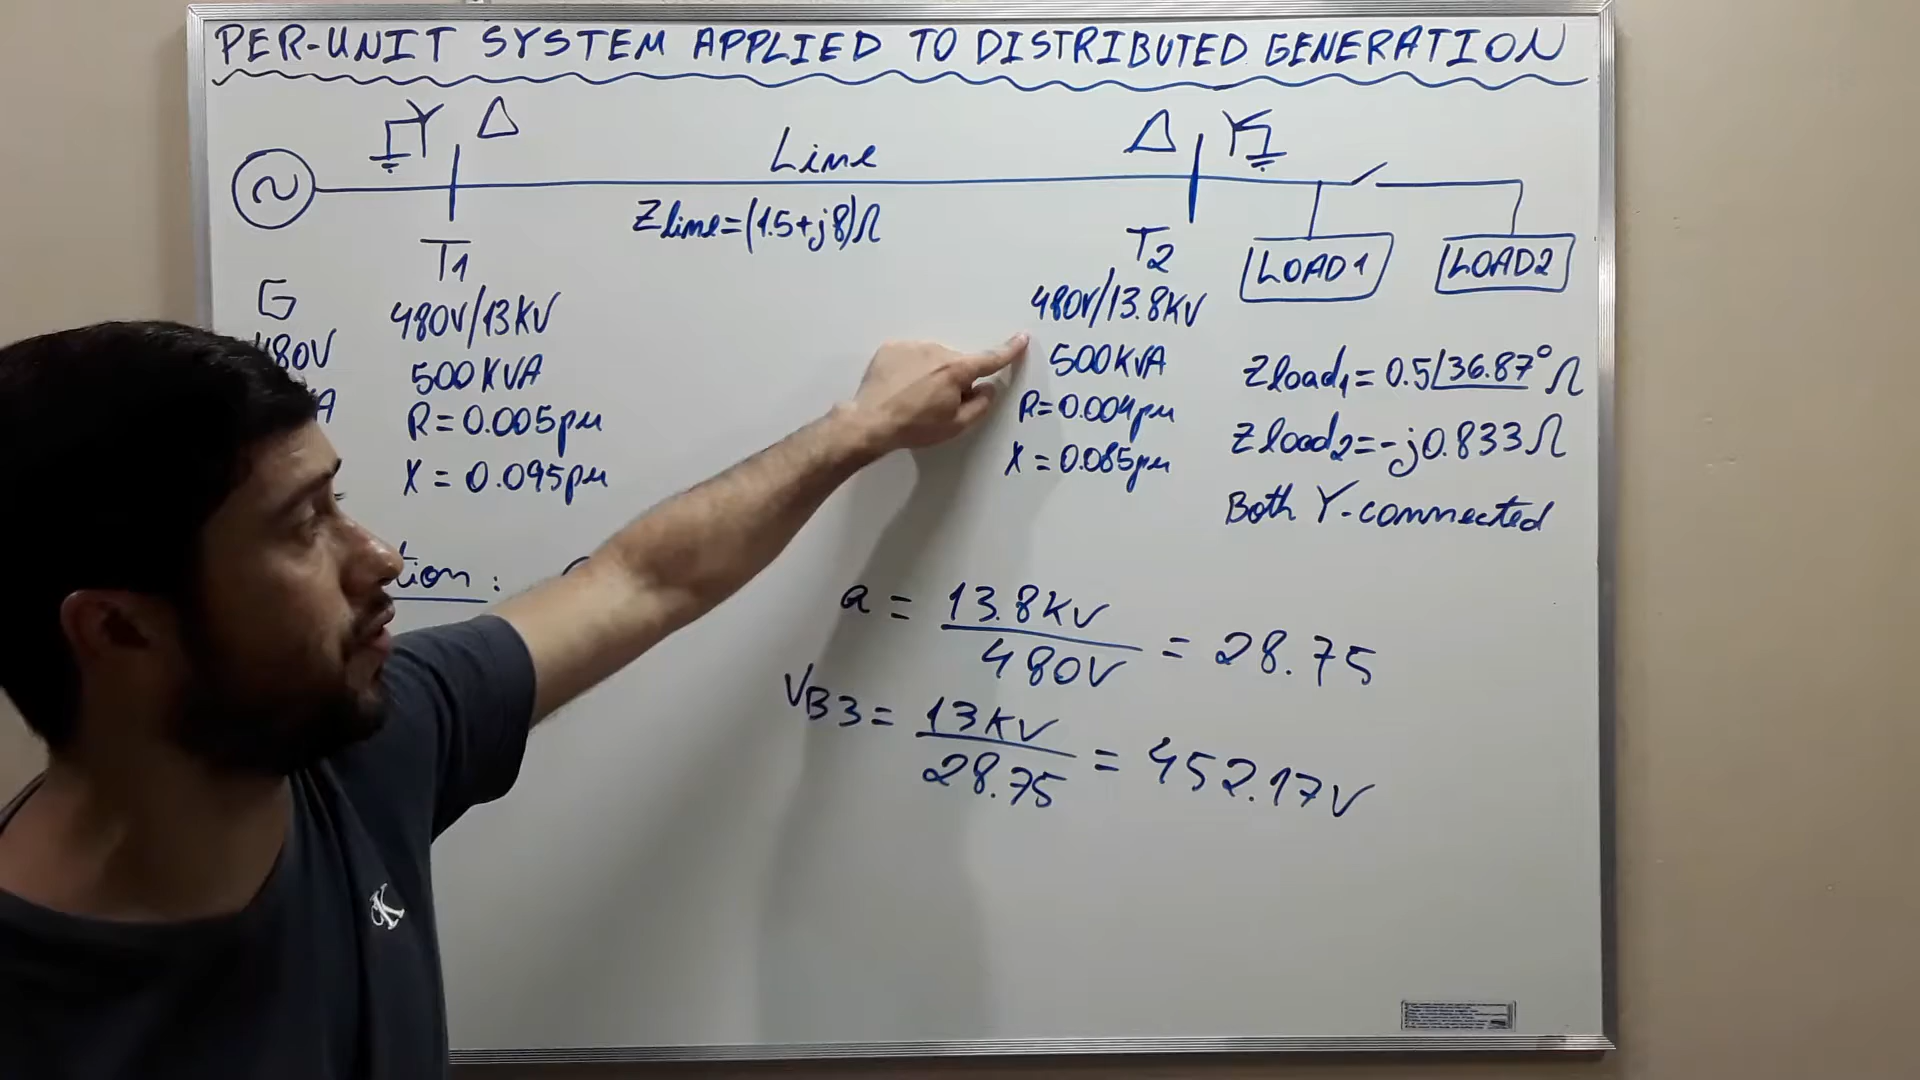 PER-UNIT SYSTEM APPLIED TO DISTRIBUTED GENERATION
Y Δ
Line
Δ Y
Zline=(1.5+j8)Ω
T1
T2
LOAD1
LOAD2
G
480V
480V/13KV
500KVA
R=0.005pu
X=0.095pu
480V/13.8KV
500KVA
R=0.004pu
X=0.085pu
Zload1=0.5∠36.87°Ω
Zload2=-j0.833Ω
Both Y-connected
tion:
a = 13.8KV / 480V = 28.75
VB3 = 13KV / 28.75 = 452.17V
CK